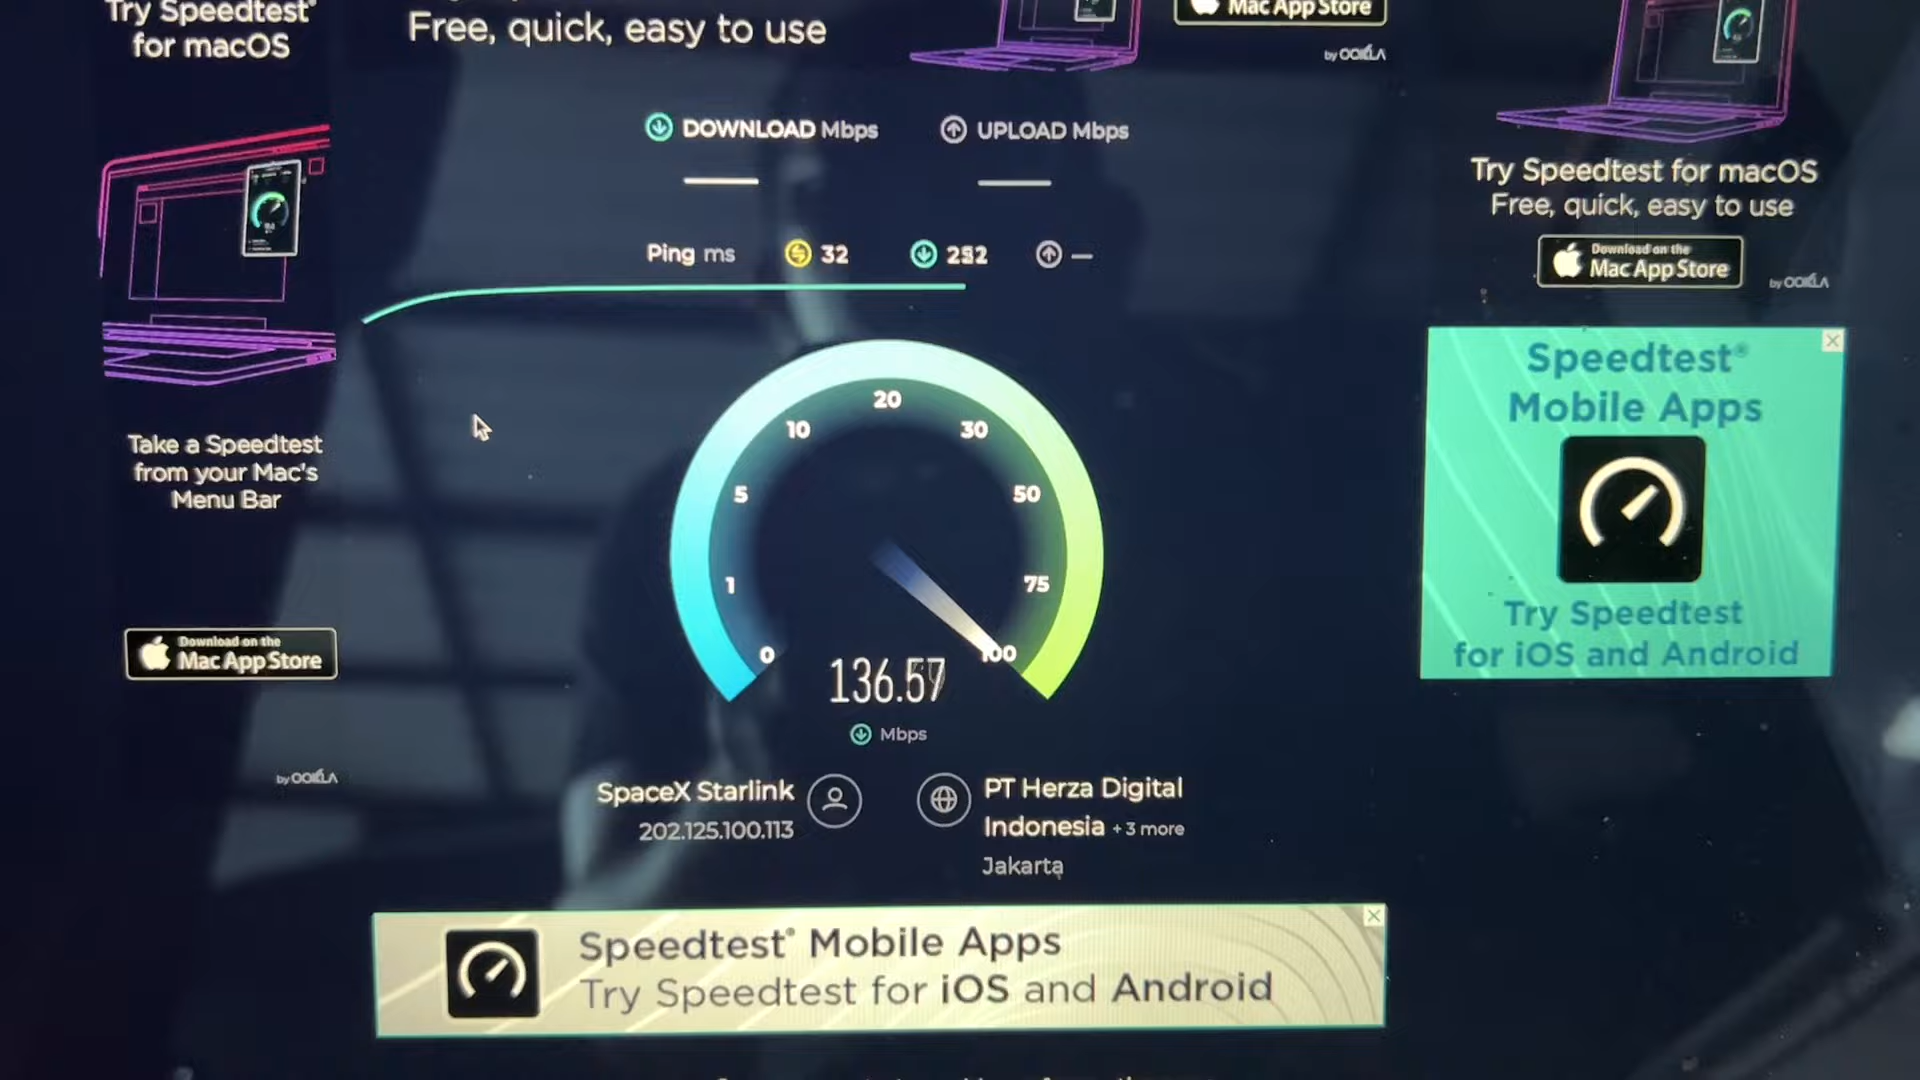 Try Speedtest®
for macOS
Free, quick, easy to use
Mac App Store
by OOKLA
DOWNLOAD Mbps
UPLOAD Mbps
Ping ms
32
—
Try Speedtest for macOS
Free, quick, easy to use
Download on the
Mac App Store
by OOKLA
Speedtest®
Mobile Apps
Try Speedtest
for iOS and Android
Take a Speedtest
from your Mac's
Menu Bar
Download on the
Mac App Store
by OOKLA
0
1
5
10
20
30
50
75
100
136.57
Mbps
SpaceX Starlink
202.125.100.113
PT Herza Digital
Indonesia + 3 more
Jakarta
Speedtest® Mobile Apps
Try Speedtest for iOS and Android